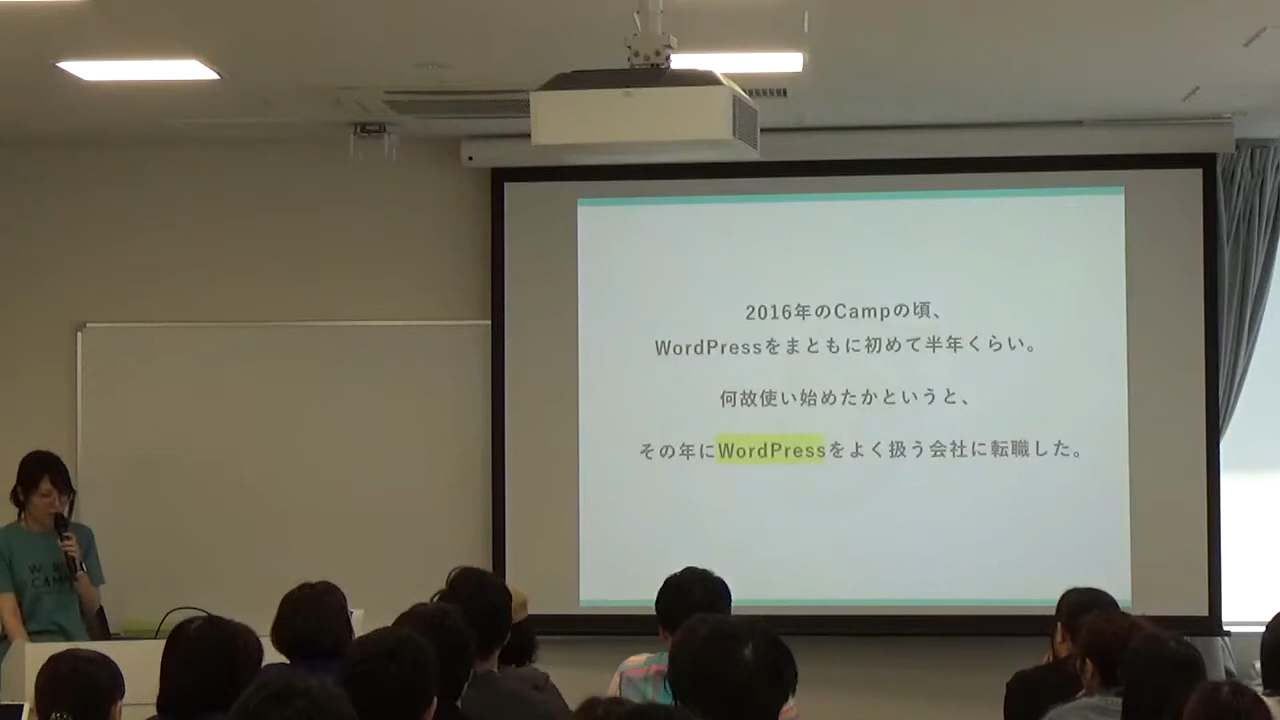 2016年のCampの頃、
WordPressをまともに初めて半年くらい。
何故使い始めたかというと、
その年にWordPressをよく扱う会社に転職した。